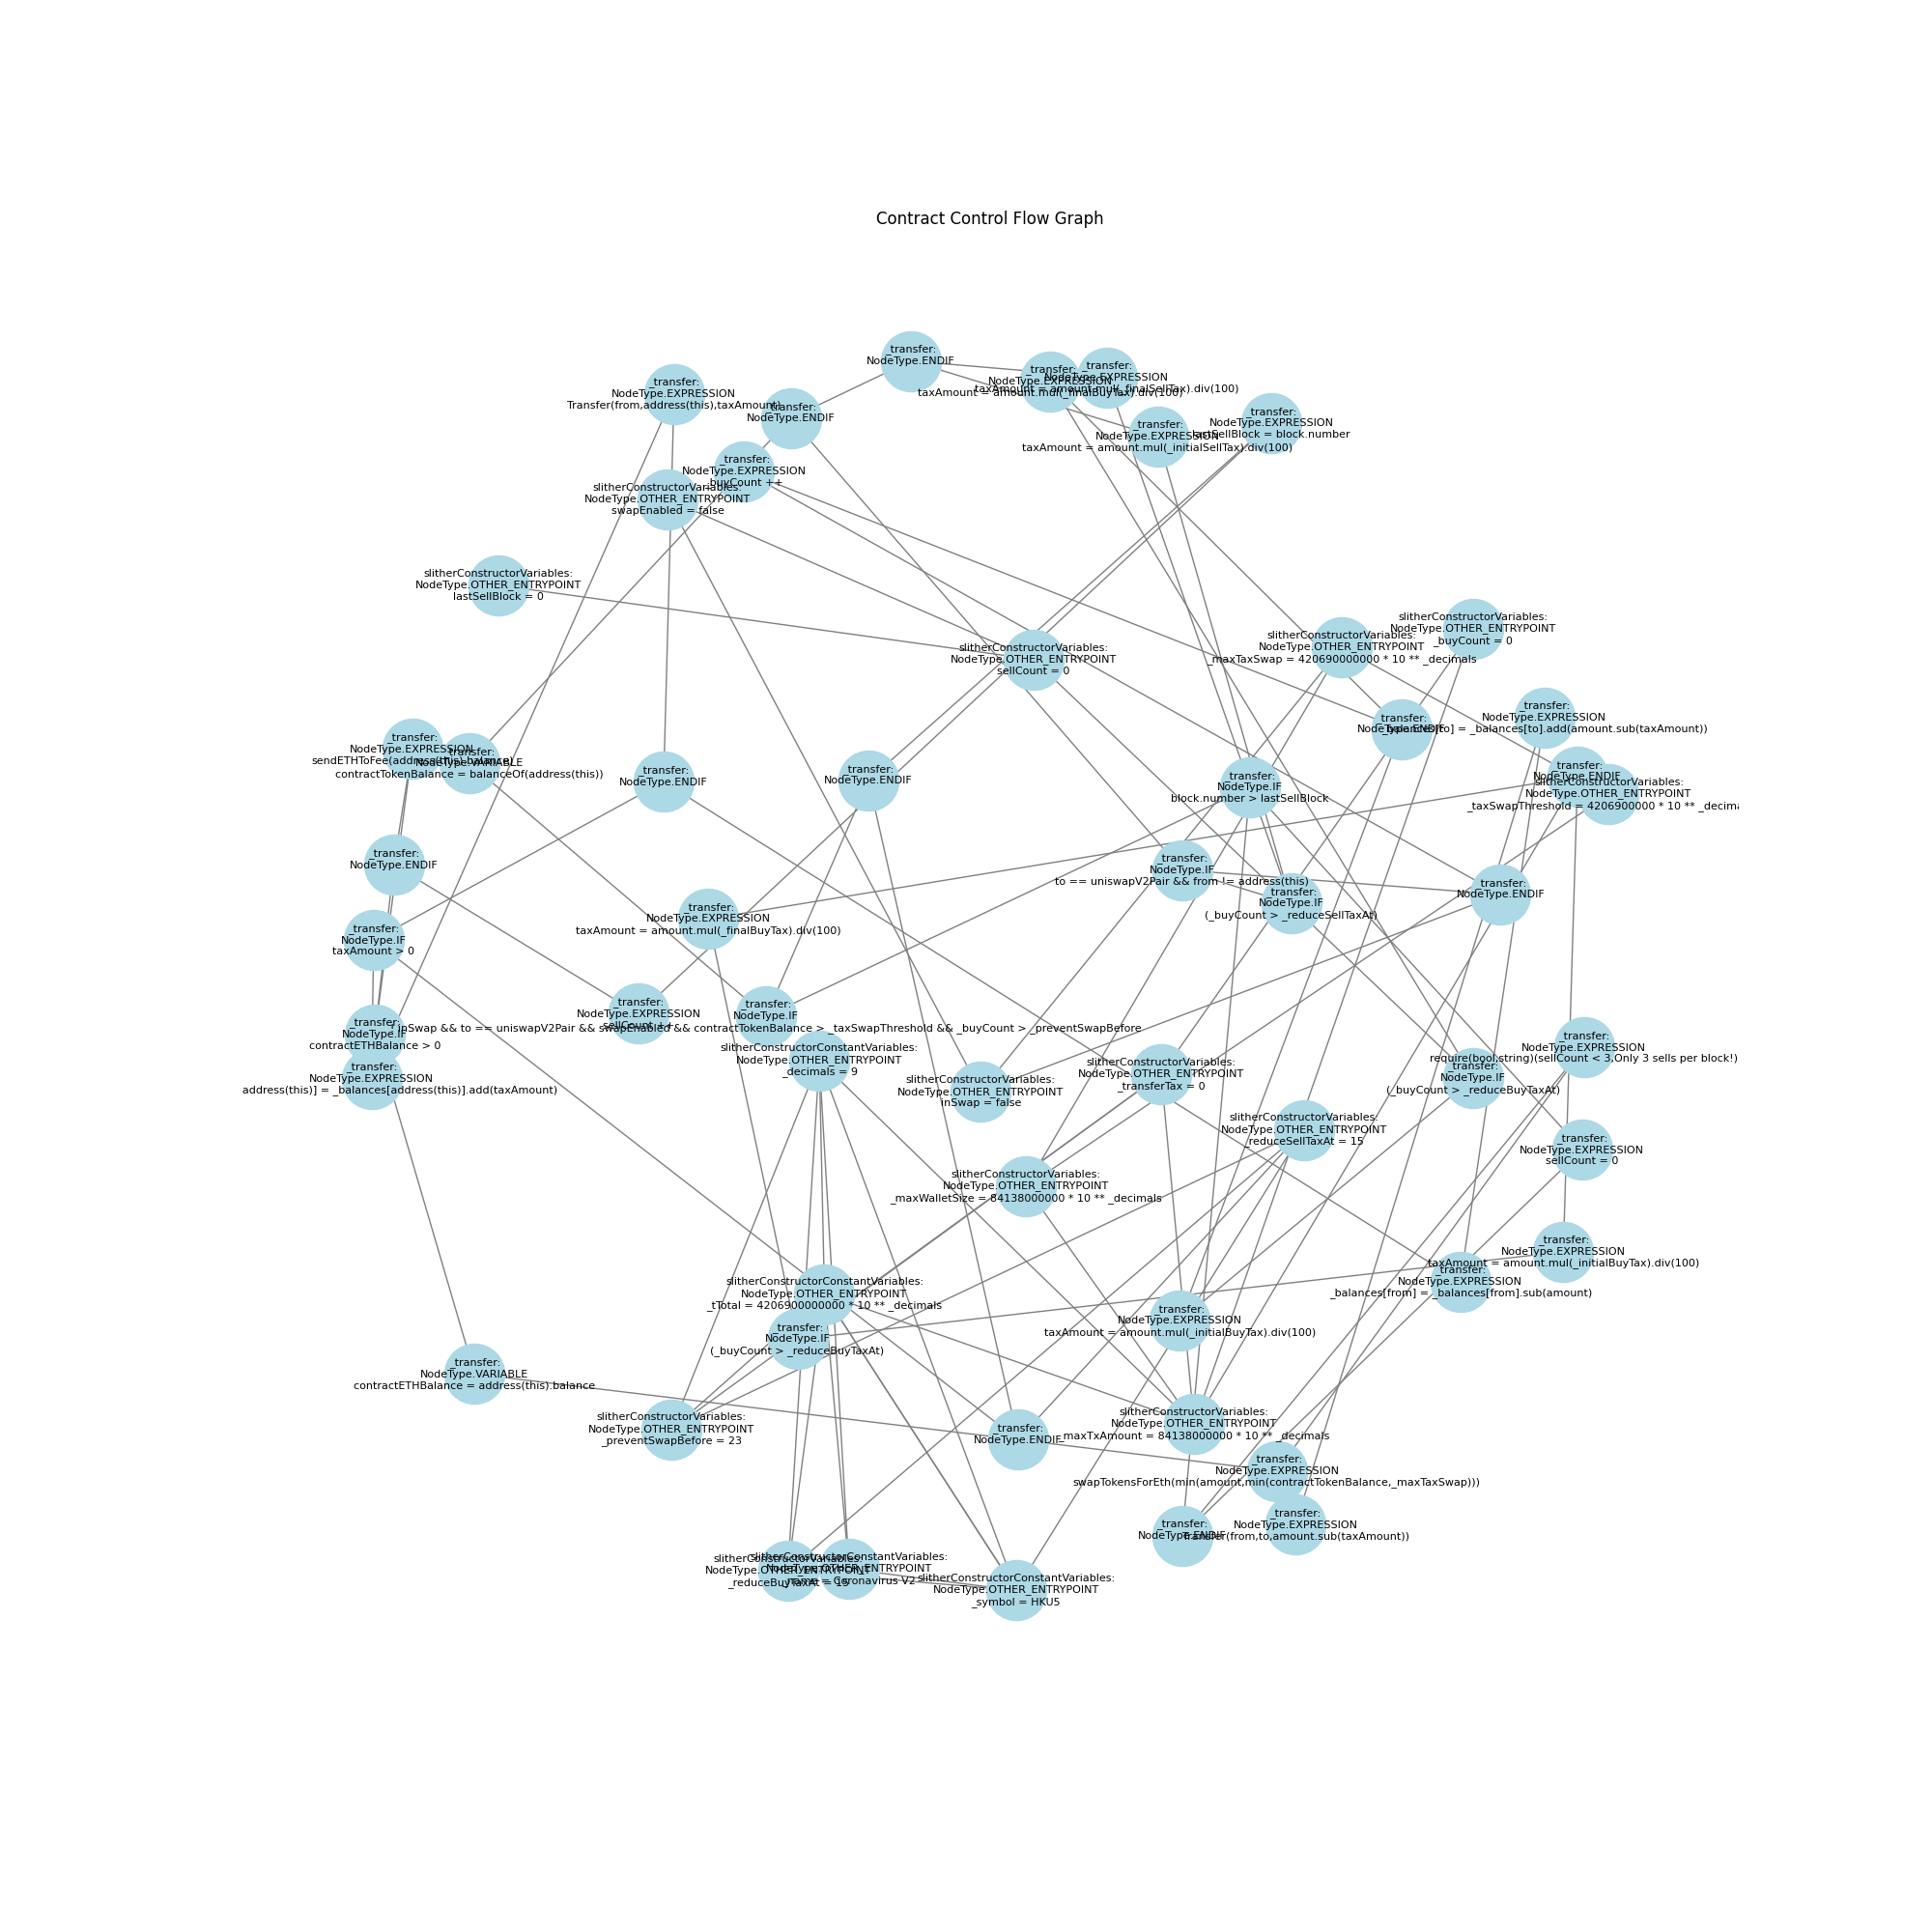 Contract Control Flow Graph
_transfer:
NodeType.ENDIF
_transfer:
NodeType.EXPRESSION
taxAmount = amount.mul(_finalBuyTax).div(100)
_transfer:
NodeType.EXPRESSION
taxAmount = amount.mul(_finalSellTax).div(100)
_transfer:
NodeType.EXPRESSION
Transfer(from,address(this),taxAmount)
_transfer:
NodeType.ENDIF
_transfer:
NodeType.EXPRESSION
lastSellBlock = block.number
_transfer:
NodeType.EXPRESSION
taxAmount = amount.mul(_initialSellTax).div(100)
_transfer:
NodeType.EXPRESSION
_buyCount ++
slitherConstructorVariables:
NodeType.OTHER_ENTRYPOINT
swapEnabled = false
slitherConstructorVariables:
NodeType.OTHER_ENTRYPOINT
lastSellBlock = 0
slitherConstructorVariables:
NodeType.OTHER_ENTRYPOINT
_buyCount = 0
slitherConstructorVariables:
NodeType.OTHER_ENTRYPOINT
_maxTaxSwap = 420690000000 * 10 ** _decimals
slitherConstructorVariables:
NodeType.OTHER_ENTRYPOINT
sellCount = 0
_transfer:
NodeType.EXPRESSION
_balances[to] = _balances[to].add(amount.sub(taxAmount))
_transfer:
NodeType.ENDIF
_transfer:
NodeType.EXPRESSION
sendETHToFee(address(this).balance)
_transfer:
NodeType.VARIABLE
contractTokenBalance = balanceOf(address(this))
_transfer:
NodeType.ENDIF
_transfer:
NodeType.ENDIF
_transfer:
NodeType.IF
block.number > lastSellBlock
_transfer:
NodeType.ENDIF
slitherConstructorVariables:
NodeType.OTHER_ENTRYPOINT
_taxSwapThreshold = 4206900000 * 10 ** _decima
_transfer:
NodeType.ENDIF
_transfer:
NodeType.IF
to == uniswapV2Pair && from != address(this)
_transfer:
NodeType.IF
(_buyCount > _reduceSellTaxAt)
_transfer:
NodeType.ENDIF
_transfer:
NodeType.EXPRESSION
taxAmount = amount.mul(_finalBuyTax).div(100)
_transfer:
NodeType.IF
taxAmount > 0
_transfer:
NodeType.EXPRESSION
sellCount ++
_transfer:
NodeType.IF
inSwap && to == uniswapV2Pair && swapEnabled && contractTokenBalance > _taxSwapThreshold && _buyCount > _preventSwapBefore
_transfer:
NodeType.IF
contractETHBalance > 0
_transfer:
NodeType.EXPRESSION
address(this)] = _balances[address(this)].add(taxAmount)
slitherConstructorConstantVariables:
NodeType.OTHER_ENTRYPOINT
_decimals = 9
slitherConstructorVariables:
NodeType.OTHER_ENTRYPOINT
inSwap = false
slitherConstructorVariables:
NodeType.OTHER_ENTRYPOINT
_transferTax = 0
_transfer:
NodeType.EXPRESSION
require(bool,string)(sellCount < 3,Only 3 sells per block!)
_transfer:
NodeType.IF
(_buyCount > _reduceBuyTaxAt)
slitherConstructorVariables:
NodeType.OTHER_ENTRYPOINT
_reduceSellTaxAt = 15
_transfer:
NodeType.EXPRESSION
sellCount = 0
slitherConstructorVariables:
NodeType.OTHER_ENTRYPOINT
_maxWalletSize = 84138000000 * 10 ** _decimals
_transfer:
NodeType.EXPRESSION
taxAmount = amount.mul(_initialBuyTax).div(100)
_transfer:
NodeType.EXPRESSION
_balances[from] = _balances[from].sub(amount)
slitherConstructorConstantVariables:
NodeType.OTHER_ENTRYPOINT
_tTotal = 4206900000000 * 10 ** _decimals
_transfer:
NodeType.IF
(_buyCount > _reduceBuyTaxAt)
_transfer:
NodeType.EXPRESSION
taxAmount = amount.mul(_initialBuyTax).div(100)
_transfer:
NodeType.VARIABLE
contractETHBalance = address(this).balance
slitherConstructorVariables:
NodeType.OTHER_ENTRYPOINT
_preventSwapBefore = 23
_transfer:
NodeType.ENDIF
slitherConstructorVariables:
NodeType.OTHER_ENTRYPOINT
_maxTxAmount = 84138000000 * 10 ** _decimals
_transfer:
NodeType.EXPRESSION
swapTokensForEth(min(amount,min(contractTokenBalance,_maxTaxSwap)))
_transfer:
NodeType.ENDIF
_transfer:
NodeType.EXPRESSION
Transfer(from,to,amount.sub(taxAmount))
slitherConstructorVariables:
NodeType.OTHER_ENTRYPOINT
_reduceBuyTaxAt = 15
slitherConstructorConstantVariables:
NodeType.OTHER_ENTRYPOINT
_name = Coronavirus V2
slitherConstructorConstantVariables:
NodeType.OTHER_ENTRYPOINT
_symbol = HKU5